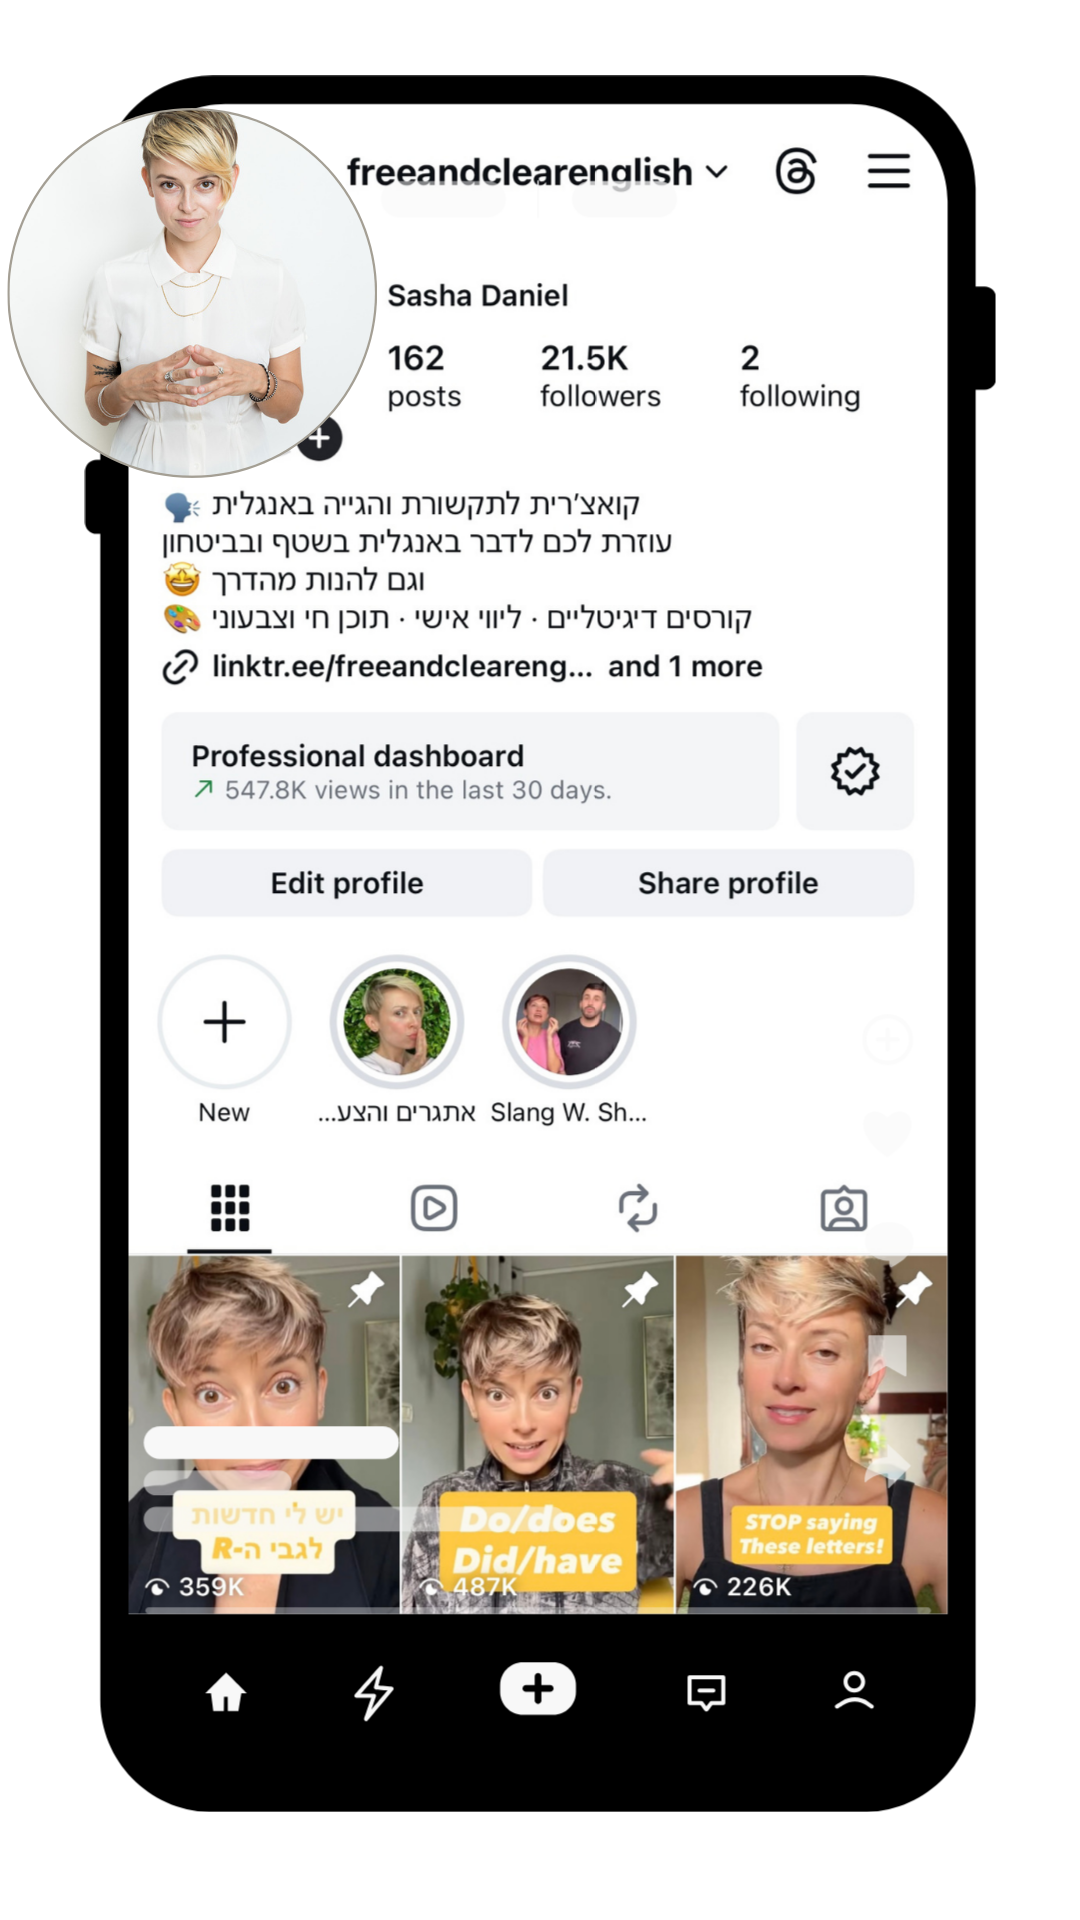 freeandclearenglish
Sasha Daniel
162 21.5K 2
posts followers following
קואצ'רית לתקשורת והגייה באנגלית 🗣️
עוזרת לכם לדבר באנגלית בשטף ובביטחון
וגם להנות מהדרך 🤩
קורסים דיגיטליים · ליווי אישי · תוכן חי וצבעוני 🎨
linktr.ee/freeandcleareng... and 1 more
Professional dashboard
547.8K views in the last 30 days.
Edit profile Share profile
New אתגרים והצע... Slang W. Sh...
יש לי חדשות
לגבי ה-R
359K
Do/does
Did/have
487K
STOP saying
These letters!
226K